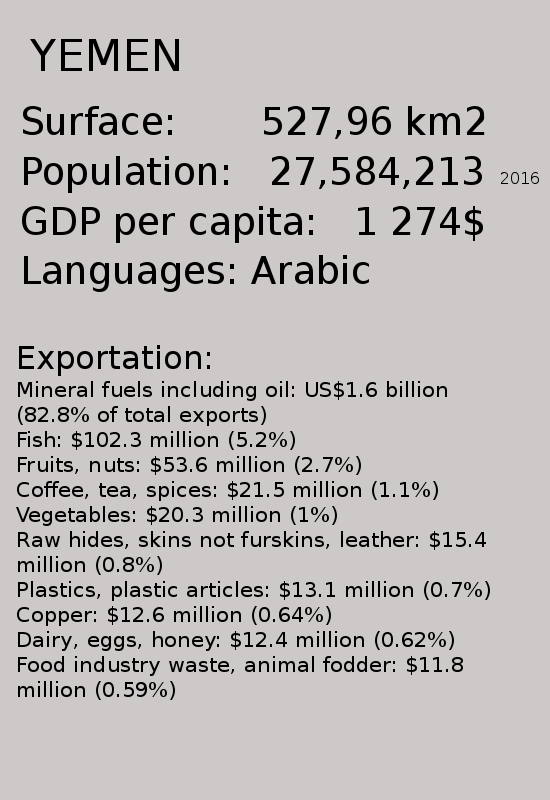 YEMEN
Surface: 527,96 km2
Population: 27,584,213 2016
GDP per capita: 1 274$
Languages: Arabic
Exportation:
Mineral fuels including oil: US$1.6 billion
(82.8% of total exports)
Fish: $102.3 million (5.2%)
Fruits, nuts: $53.6 million (2.7%)
Coffee, tea, spices: $21.5 million (1.1%)
Vegetables: $20.3 million (1%)
Raw hides, skins not furskins, leather: $15.4
million (0.8%)
Plastics, plastic articles: $13.1 million (0.7%)
Copper: $12.6 million (0.64%)
Dairy, eggs, honey: $12.4 million (0.62%)
Food industry waste, animal fodder: $11.8
million (0.59%)